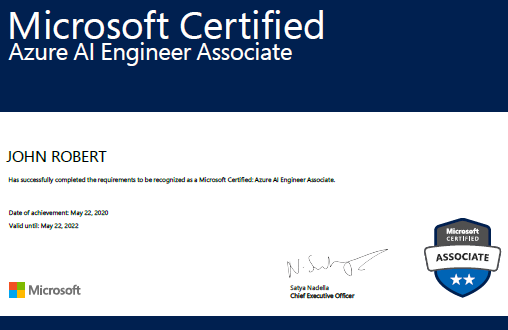 Microsoft Certified
Azure AI Engineer Associate
JOHN ROBERT
Has successfully completed the requirements to be recognized as a Microsoft Certified: Azure AI Engineer Associate.
Date of achievement: May 22, 2020
Valid until: May 22, 2022
Microsoft
CERTIFIED
ASSOCIATE
Satya Nadella
Chief Executive Officer
Microsoft